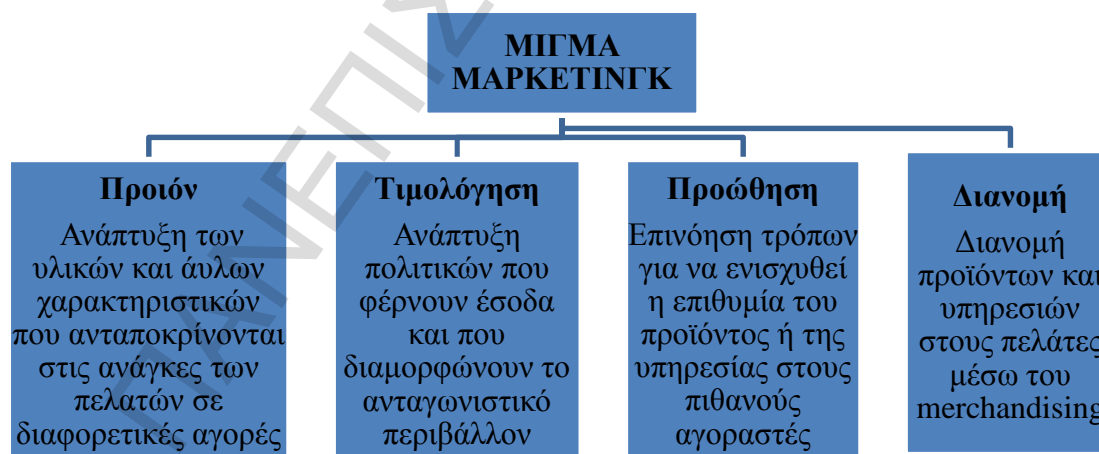 ΜΙΓΜΑ
ΜΑΡΚΕΤΙΝΓΚ
Προιόν
Ανάπτυξη των
υλικών και άυλων
χαρακτηριστικών
που ανταποκρίνονται
στις ανάγκες των
πελατών σε
διαφορετικές αγορές
Τιμολόγηση
Ανάπτυξη
πολιτικών που
φέρνουν έσοδα
και που
διαμορφώνουν το
ανταγωνιστικό
περιβάλλον
Προώθηση
Επινόηση τρόπων
για να ενισχυθεί
η επιθυμία του
προϊόντος ή της
υπηρεσίας στους
πιθανούς
αγοραστές
Διανομή
Διανομή
προϊόντων και
υπηρεσιών
στους πελάτες
μέσω του
merchandising
ΠΑΝΕΠΙΣ